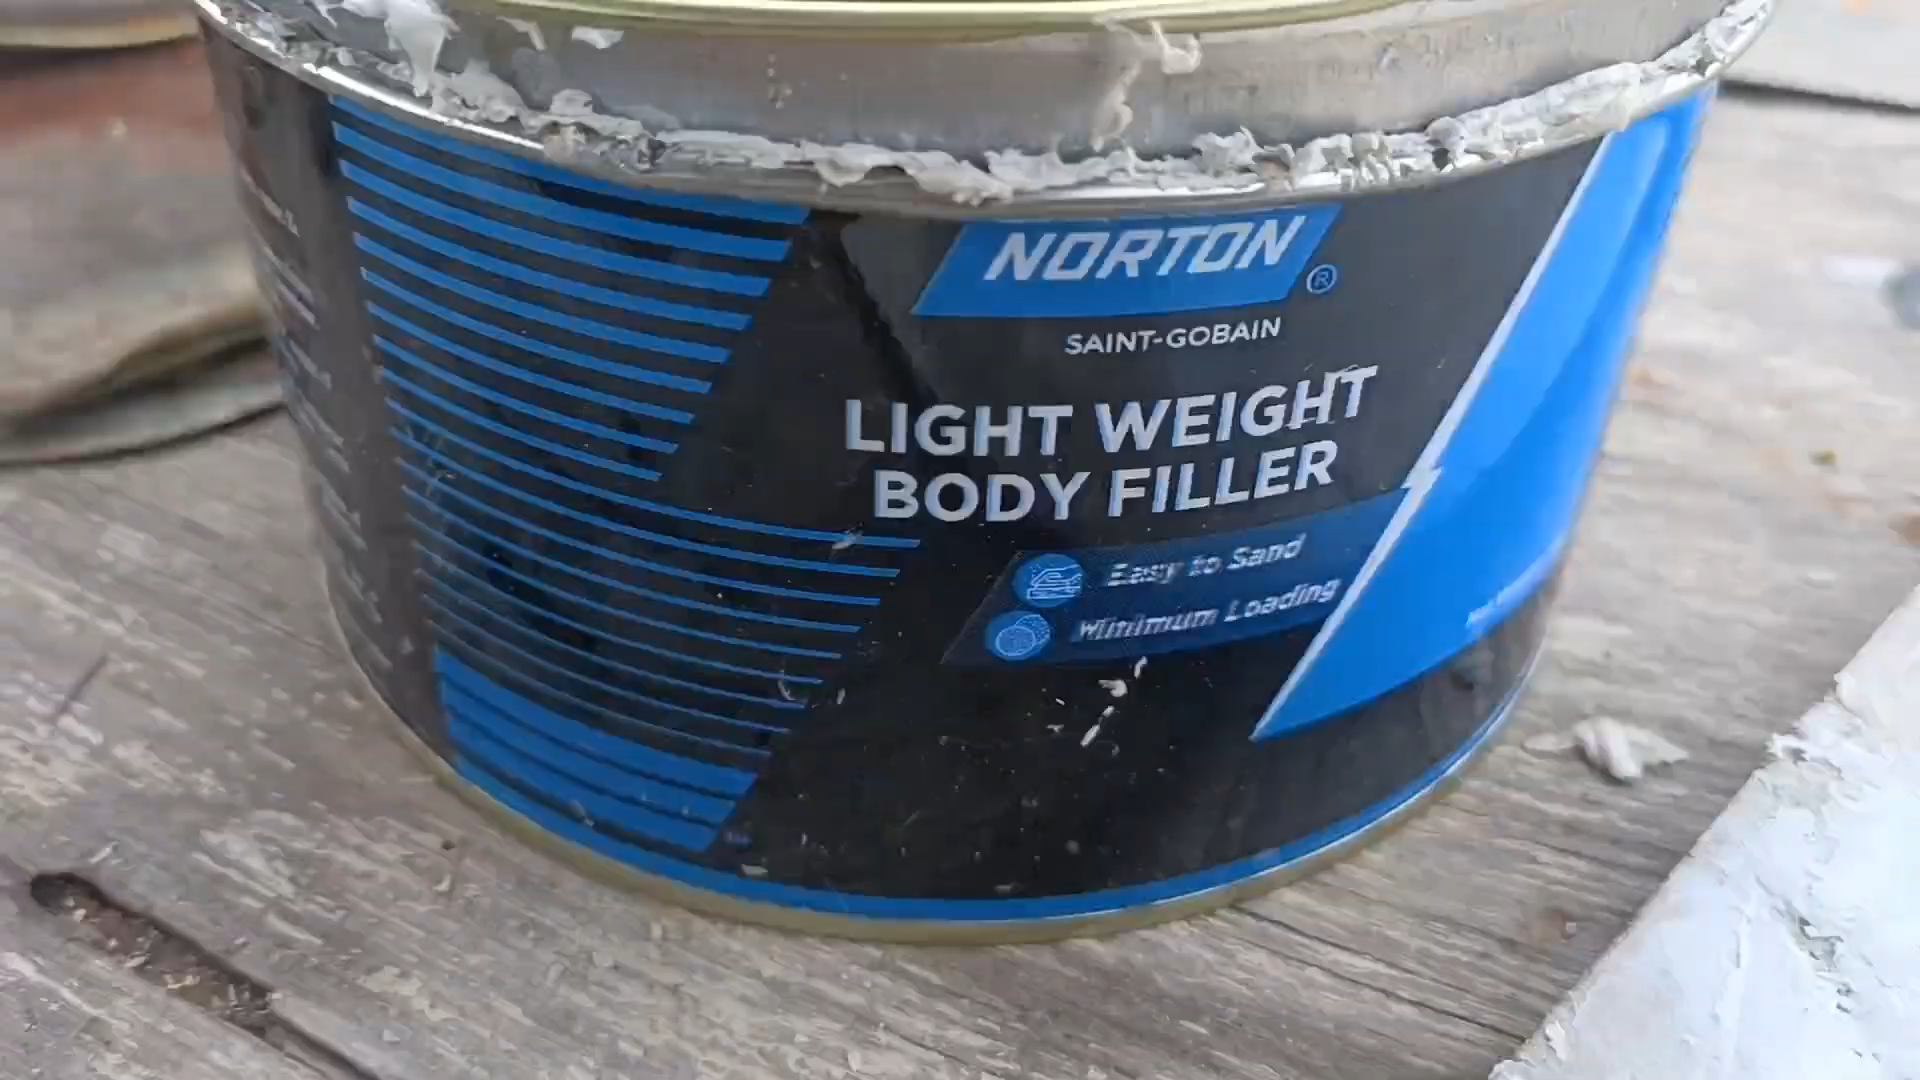 NORTON
®
SAINT-GOBAIN
LIGHT WEIGHT
BODY FILLER
Easy to Sand
Minimum Loading